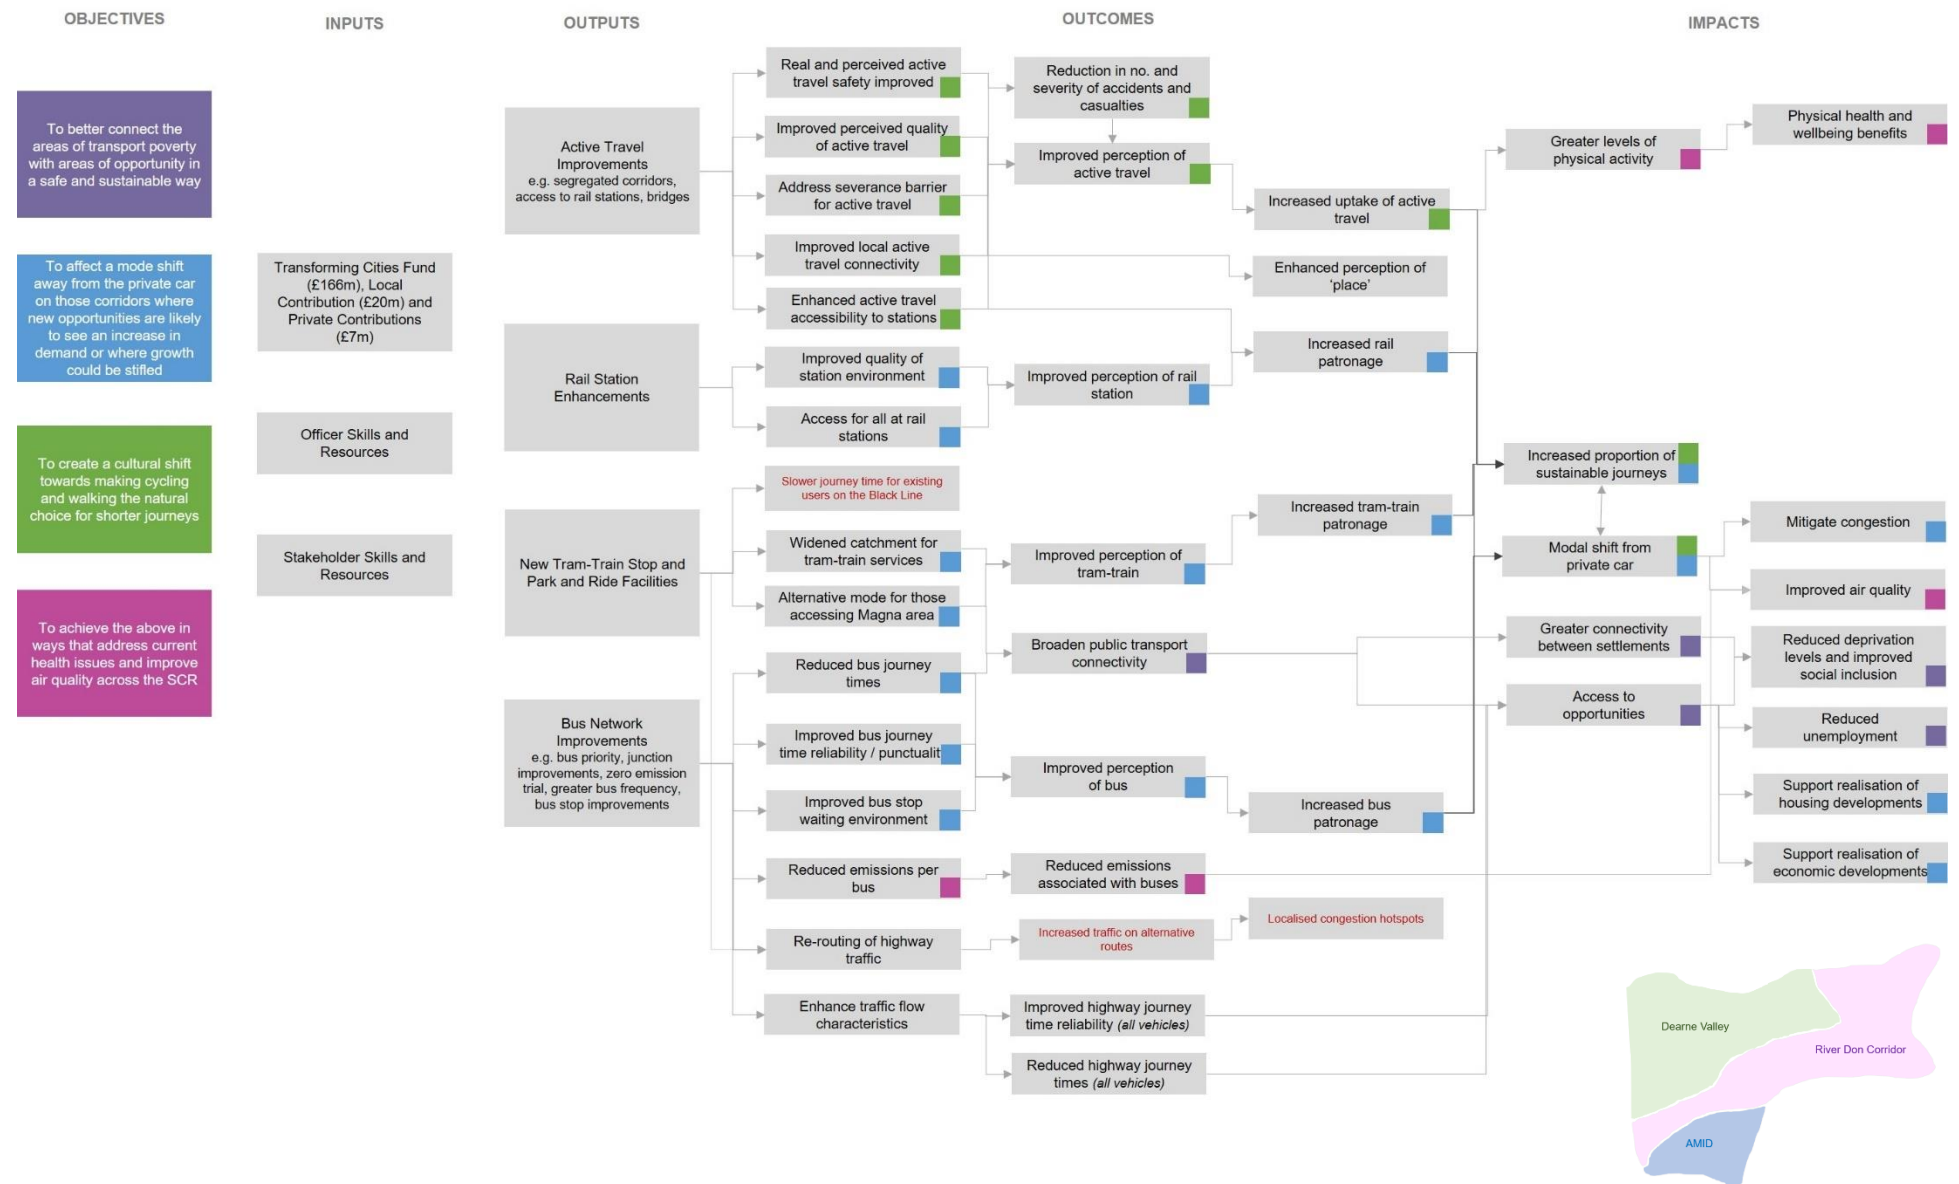 OBJECTIVES
INPUTS
OUTPUTS
OUTCOMES
IMPACTS
To better connect the
areas of transport poverty
with areas of opportunity in
a safe and sustainable way
To affect a mode shift
away from the private car
on those corridors where
new opportunities are likely
to see an increase in
demand or where growth
could be stifled
To create a cultural shift
towards making cycling
and walking the natural
choice for shorter journeys
To achieve the above in
ways that address current
health issues and improve
air quality across the SCR
Transforming Cities Fund
(£166m), Local
Contribution (£20m) and
Private Contributions
(£7m)
Officer Skills and
Resources
Stakeholder Skills and
Resources
Active Travel
Improvements
e.g. segregated corridors,
access to rail stations, bridges
Rail Station
Enhancements
New Tram-Train Stop and
Park and Ride Facilities
Bus Network
Improvements
e.g. bus priority, junction
improvements, zero emission
trial, greater bus frequency,
bus stop improvements
Real and perceived active
travel safety improved
Improved perceived quality
of active travel
Address severance barrier
for active travel
Improved local active
travel connectivity
Enhanced active travel
accessibility to stations
Improved quality of
station environment
Access for all at rail
stations
Slower journey time for existing
users on the Black Line
Widened catchment for
tram-train services
Alternative mode for those
accessing Magna area
Reduced bus journey
times
Improved bus journey
time reliability / punctualit
Improved bus stop
waiting environment
Reduced emissions per
bus
Re-routing of highway
traffic
Enhance traffic flow
characteristics
Reduction in no. and
severity of accidents and
casualties
Improved perception of
active travel
Improved perception of rail
station
Improved perception of
tram-train
Broaden public transport
connectivity
Improved perception
of bus
Reduced emissions
associated with buses
Increased traffic on alternative
routes
Improved highway journey
time reliability (all vehicles)
Reduced highway journey
times (all vehicles)
Increased uptake of active
travel
Enhanced perception of
‘place’
Increased rail
patronage
Increased tram-train
patronage
Increased bus
patronage
Localised congestion hotspots
Greater levels of
physical activity
Increased proportion of
sustainable journeys
Modal shift from
private car
Greater connectivity
between settlements
Access to
opportunities
Physical health and
wellbeing benefits
Mitigate congestion
Improved air quality
Reduced deprivation
levels and improved
social inclusion
Reduced
unemployment
Support realisation of
housing developments
Support realisation of
economic developments
Dearne Valley
River Don Corridor
AMID